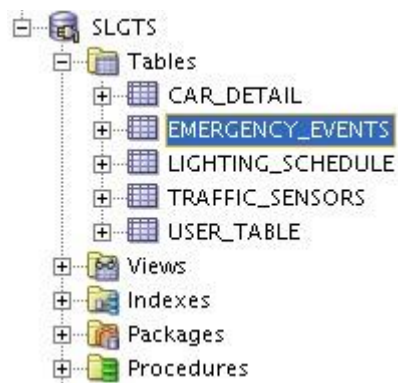 SLGTS
Tables
CAR_DETAIL
EMERGENCY_EVENTS
LIGHTING_SCHEDULE
TRAFFIC_SENSORS
USER_TABLE
Views
Indexes
Packages
Procedures